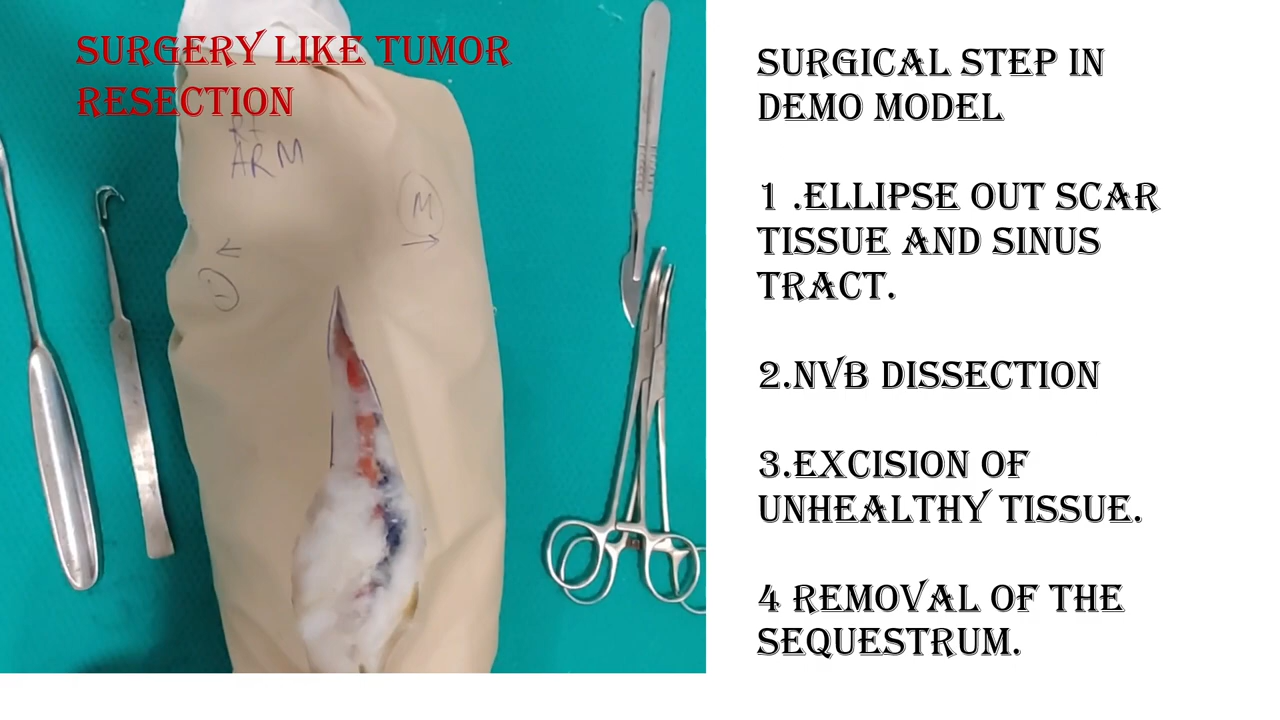 SURGERY LIKE TUMOR
RESECTION
RT
ARM
M
L
SURGICAL STEP IN
DEMO MODEL
1 .ELLIPSE OUT SCAR
TISSUE AND SINUS
TRACT.
2.NVB DISSECTION
3.EXCISION OF
UNHEALTHY TISSUE.
4 REMOVAL OF THE
SEQUESTRUM.